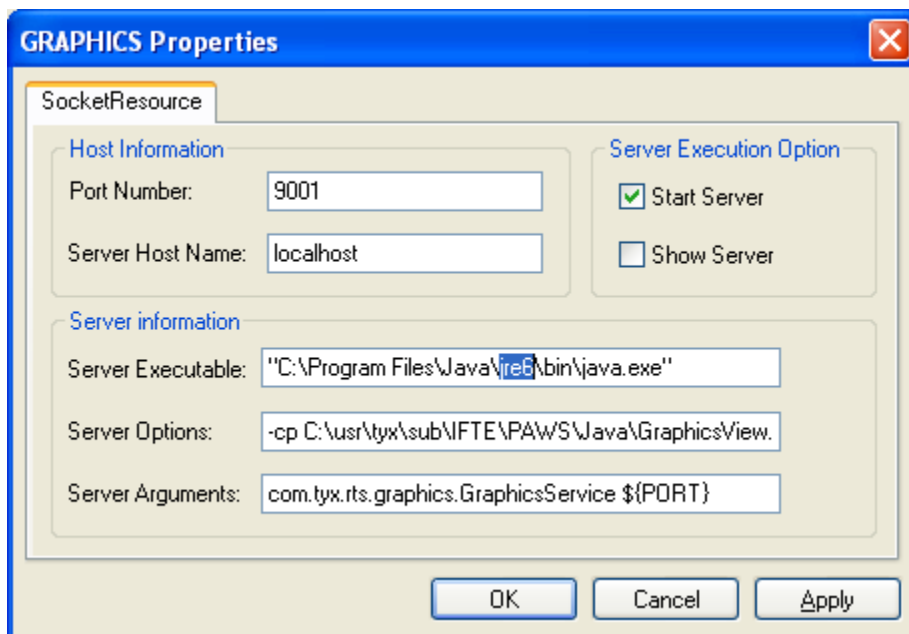 GRAPHICS Properties
SocketResource
Host Information
Port Number: 9001
Server Host Name: localhost
Server Execution Option
Start Server
Show Server
Server information
Server Executable: "C:\Program Files\Java\jre6\bin\java.exe"
Server Options: -cp C:\usr\tyx\sub\IFTE\PAWS\Java\GraphicsView.
Server Arguments: com.tyx.rts.graphics.GraphicsService ${PORT}
OK Cancel Apply